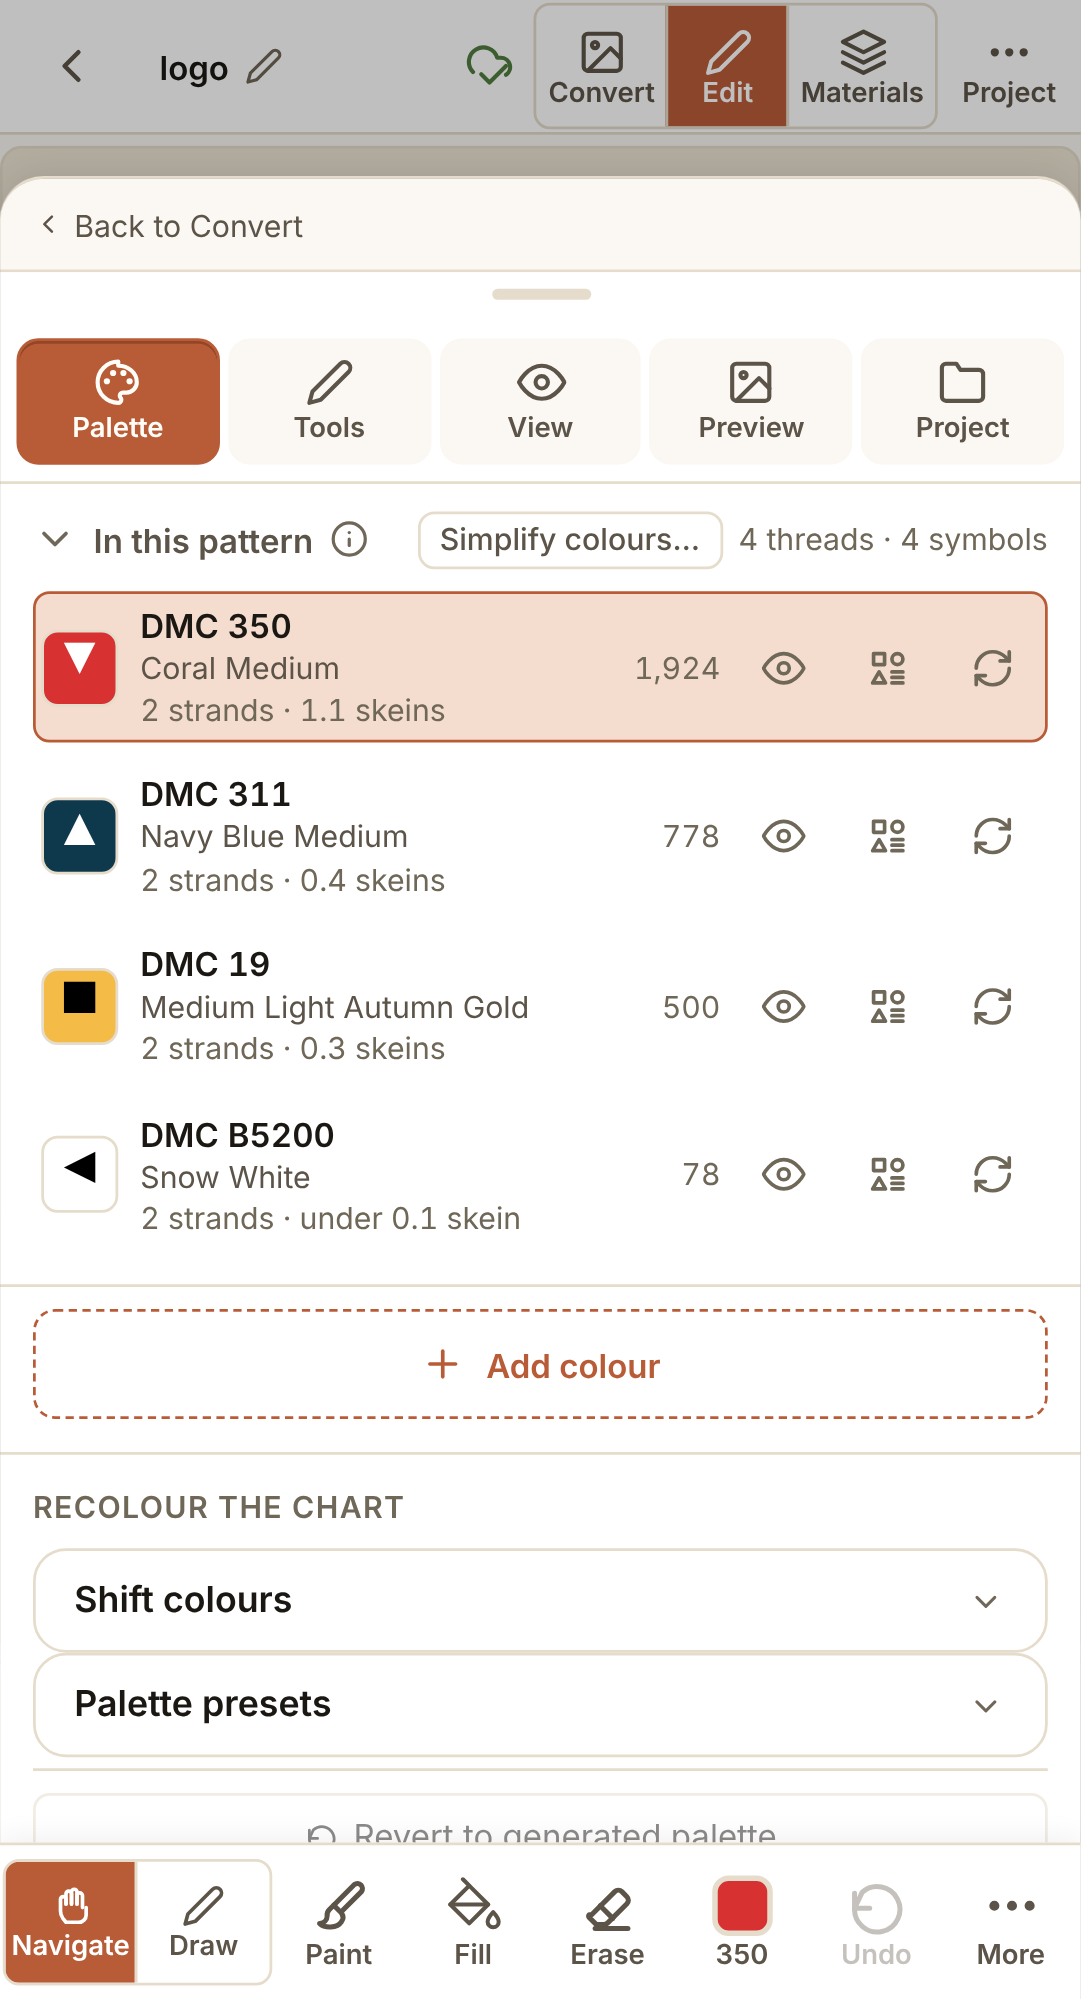 logo
Convert
Edit
Materials
Project
Back to Convert
Palette
Tools
View
Preview
Project
In this pattern
Simplify colours...
4 threads · 4 symbols
DMC 350
Coral Medium
1,924
2 strands · 1.1 skeins
DMC 311
Navy Blue Medium
778
2 strands · 0.4 skeins
DMC 19
Medium Light Autumn Gold
500
2 strands · 0.3 skeins
DMC B5200
Snow White
78
2 strands · under 0.1 skein
Add colour
RECOLOUR THE CHART
Shift colours
Palette presets
Revert to generated palette
Navigate
Draw
Paint
Fill
Erase
350
Undo
More